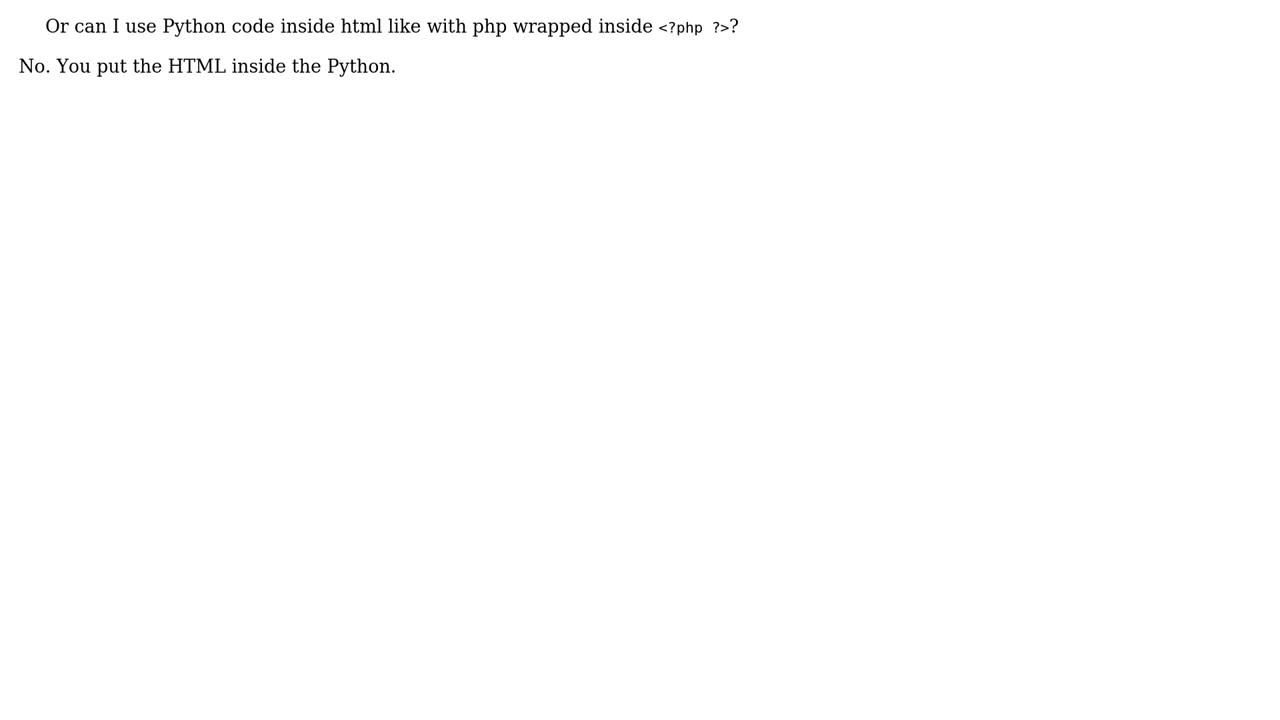 Or can I use Python code inside html like with php wrapped inside <?php ?>?
No. You put the HTML inside the Python.